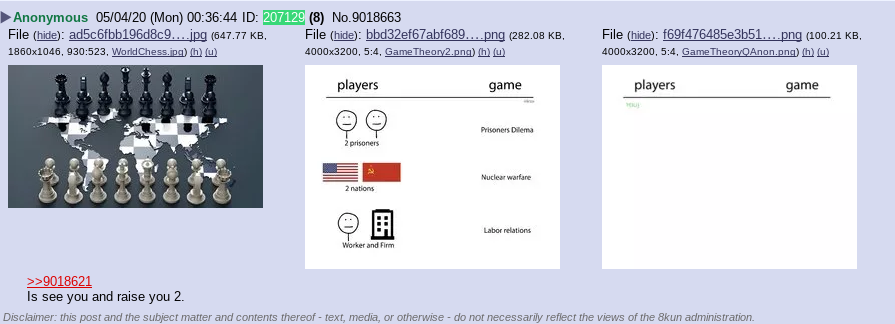 Anonymous 05/04/20 (Mon) 00:36:44 ID: 207129 (8) No.9018663
File (hide): ad5c6fbb196d8c9….jpg (647.77 KB, 1860x1046, 930:523, WorldChess.jpg) (h) (u)
File (hide): bbd32ef67abf689….png (282.08 KB, 4000x3200, 5:4, GameTheory2.png) (h) (u)
File (hide): f69f476485e3b51….png (100.21 KB, 4000x3200, 5:4, GameTheoryQAnon.png) (h) (u)
players game
2 prisoners
Prisoners Dilema
2 nations
Nuclear warfare
Worker and Firm
Labor relations
players game
>>9018621
Is see you and raise you 2.
Disclaimer: this post and the subject matter and contents thereof - text, media, or otherwise - do not necessarily reflect the views of the 8kun administration.